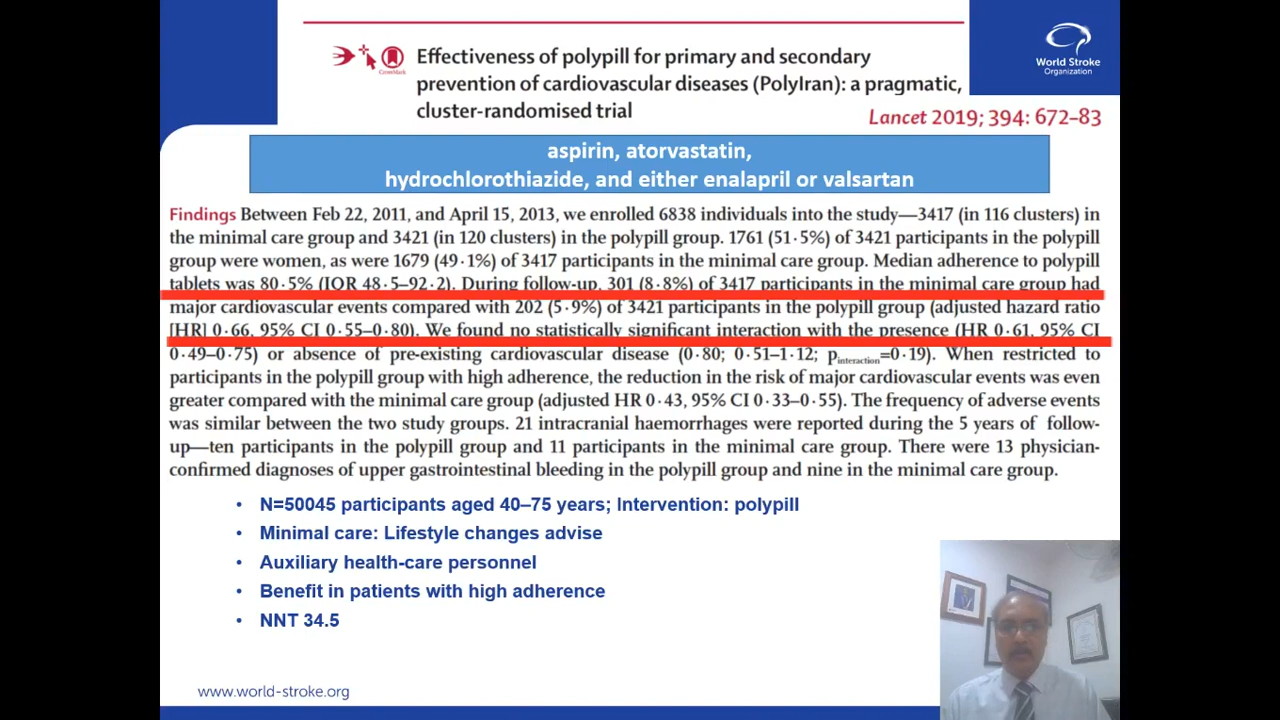 Effectiveness of polypill for primary and secondary
prevention of cardiovascular diseases (PolyIran): a pragmatic,
cluster-randomised trial
CrossMark
World Stroke
Organization
Lancet 2019; 394: 672–83
aspirin, atorvastatin,
hydrochlorothiazide, and either enalapril or valsartan
Findings Between Feb 22, 2011, and April 15, 2013, we enrolled 6838 individuals into the study—3417 (in 116 clusters) in
the minimal care group and 3421 (in 120 clusters) in the polypill group. 1761 (51·5%) of 3421 participants in the polypill
group were women, as were 1679 (49·1%) of 3417 participants in the minimal care group. Median adherence to polypill
tablets was 80·5% (IQR 48·5–92·2). During follow-up, 301 (8·8%) of 3417 participants in the minimal care group had
major cardiovascular events compared with 202 (5·9%) of 3421 participants in the polypill group (adjusted hazard ratio
[HR] 0·66, 95% CI 0·55–0·80). We found no statistically significant interaction with the presence (HR 0·61, 95% CI
0·49–0·75) or absence of pre-existing cardiovascular disease (0·80; 0·51–1·12; pinteraction=0·19). When restricted to
participants in the polypill group with high adherence, the reduction in the risk of major cardiovascular events was even
greater compared with the minimal care group (adjusted HR 0·43, 95% CI 0·33–0·55). The frequency of adverse events
was similar between the two study groups. 21 intracranial haemorrhages were reported during the 5 years of follow-
up—ten participants in the polypill group and 11 participants in the minimal care group. There were 13 physician-
confirmed diagnoses of upper gastrointestinal bleeding in the polypill group and nine in the minimal care group.
• N=50045 participants aged 40–75 years; Intervention: polypill
• Minimal care: Lifestyle changes advise
• Auxiliary health-care personnel
• Benefit in patients with high adherence
• NNT 34.5
www.world-stroke.org